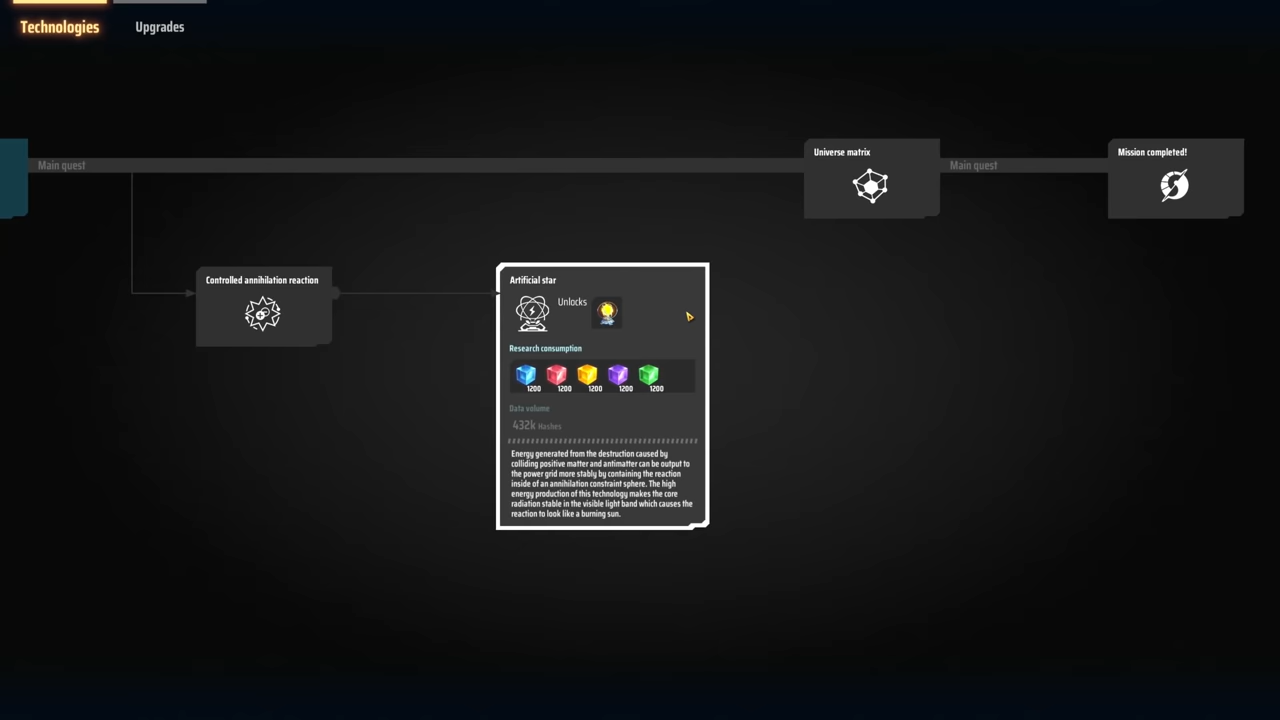 Technologies
Upgrades
Main quest
Universe matrix
Main quest
Mission completed!
Controlled annihilation reaction
Artificial star
Unlocks
Research consumption
1200 1200 1200 1200 1200
Data volume
432k Hashes
Energy generated from the destruction caused by
colliding positive matter and antimatter can be output to
the power grid more stably by containing the reaction
inside of an annihilation constraint sphere. The high
energy production of this technology makes the core
radiation stable in the visible light band which causes the
reaction to look like a burning sun.